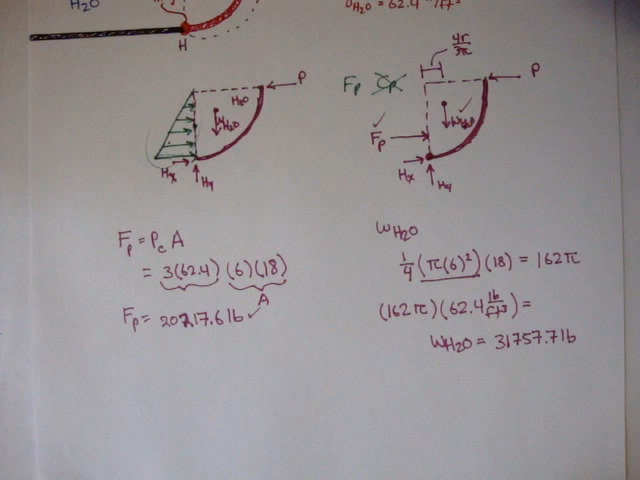 H2O
H
= 62.4 lb/ft³
P
H2O
WH2O
Hx
Hy
4r/3π
Fp
P
WH2O
Fp
Hx
Hy
Fp = Pc A
= 3(62.4) (6)(18)
A
Fp = 20217.6 lb ✓
WH2O
1/4 (π(6)²)(18) = 162π
(162π)(62.4 lb/ft³) =
WH2O = 31757.7 lb